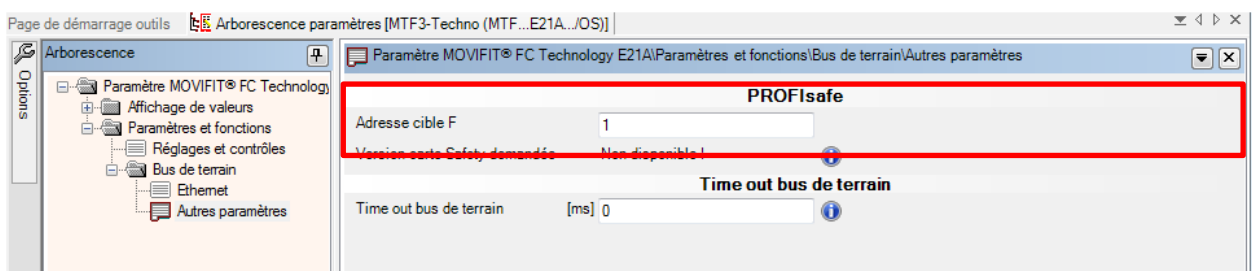 Page de démarrage outils
Arborescence paramètres [MTF3-Techno (MTF...E21A.../OS)]
Options
Arborescence
Paramètre MOVIFIT® FC Technology
Affichage de valeurs
Paramètres et fonctions
Réglages et contrôles
Bus de terrain
Ethernet
Autres paramètres
Paramètre MOVIFIT® FC Technology E21A\Paramètres et fonctions\Bus de terrain\Autres paramètres
PROFIsafe
Adresse cible F 1
Version carte Safety demandée Non disponible !
Time out bus de terrain
Time out bus de terrain [ms] 0